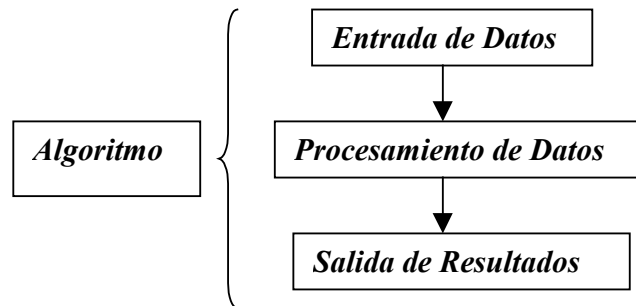 Entrada de Datos
Algoritmo
Procesamiento de Datos
Salida de Resultados